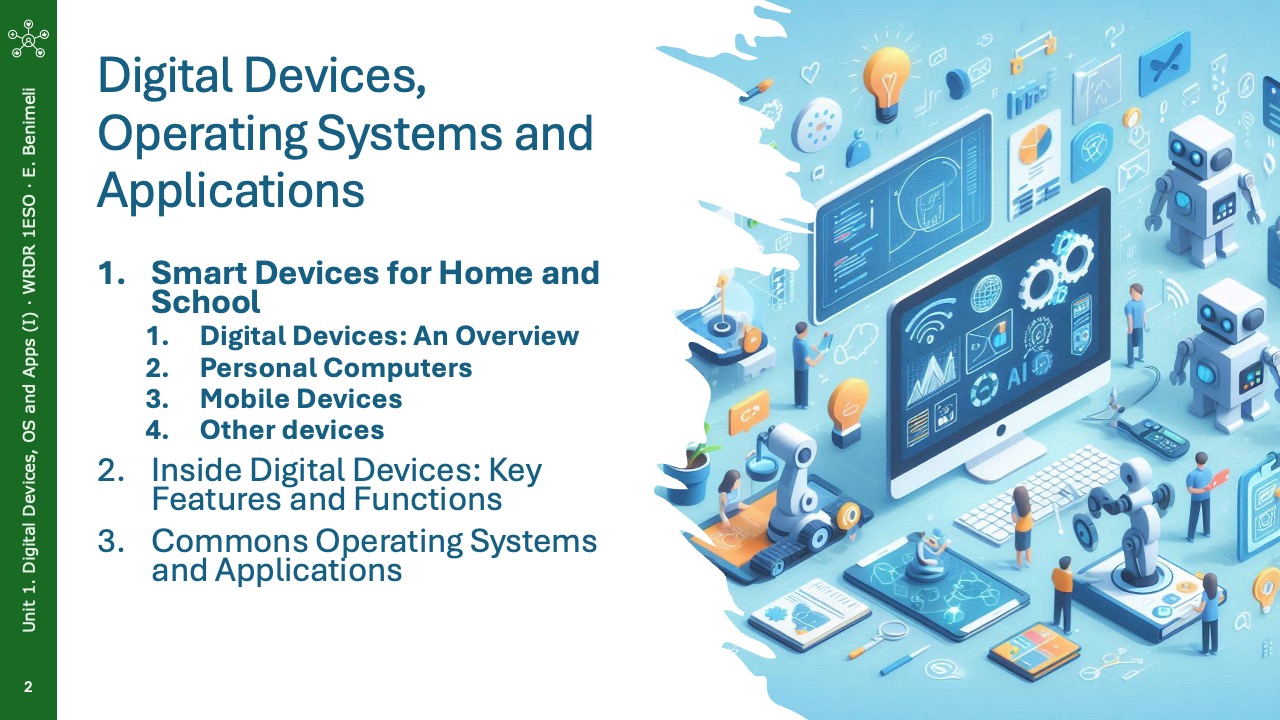 Unit 1. Digital Devices, OS and Apps (I) · WRDR 1ESO · E. Benimeli
2
Digital Devices,
Operating Systems and
Applications
1. Smart Devices for Home and
School
1. Digital Devices: An Overview
2. Personal Computers
3. Mobile Devices
4. Other devices
2. Inside Digital Devices: Key
Features and Functions
3. Commons Operating Systems
and Applications
AI